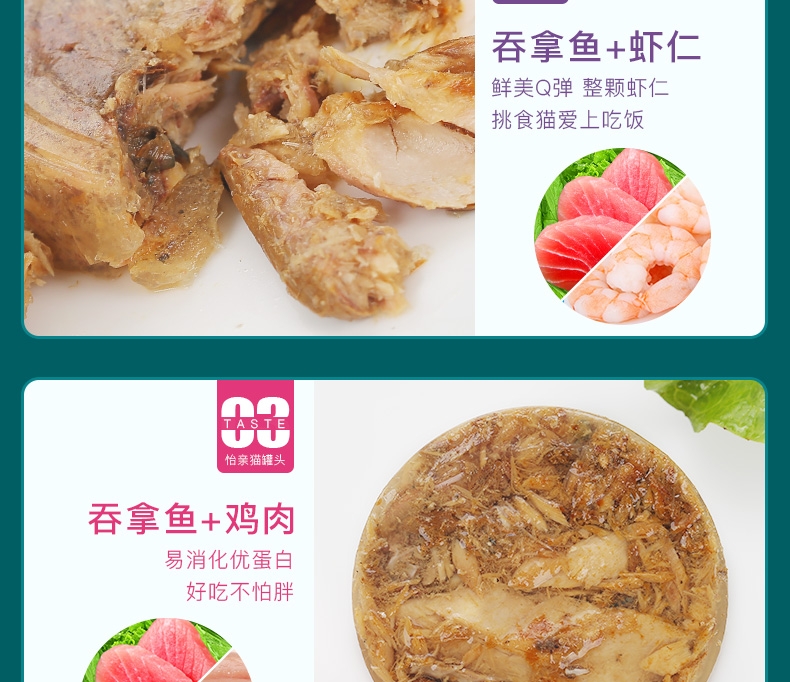 吞拿鱼+虾仁
鲜美Q弹 整颗虾仁
挑食猫爱上吃饭
03
TASTE
怡亲猫罐头
吞拿鱼+鸡肉
易消化优蛋白
好吃不怕胖